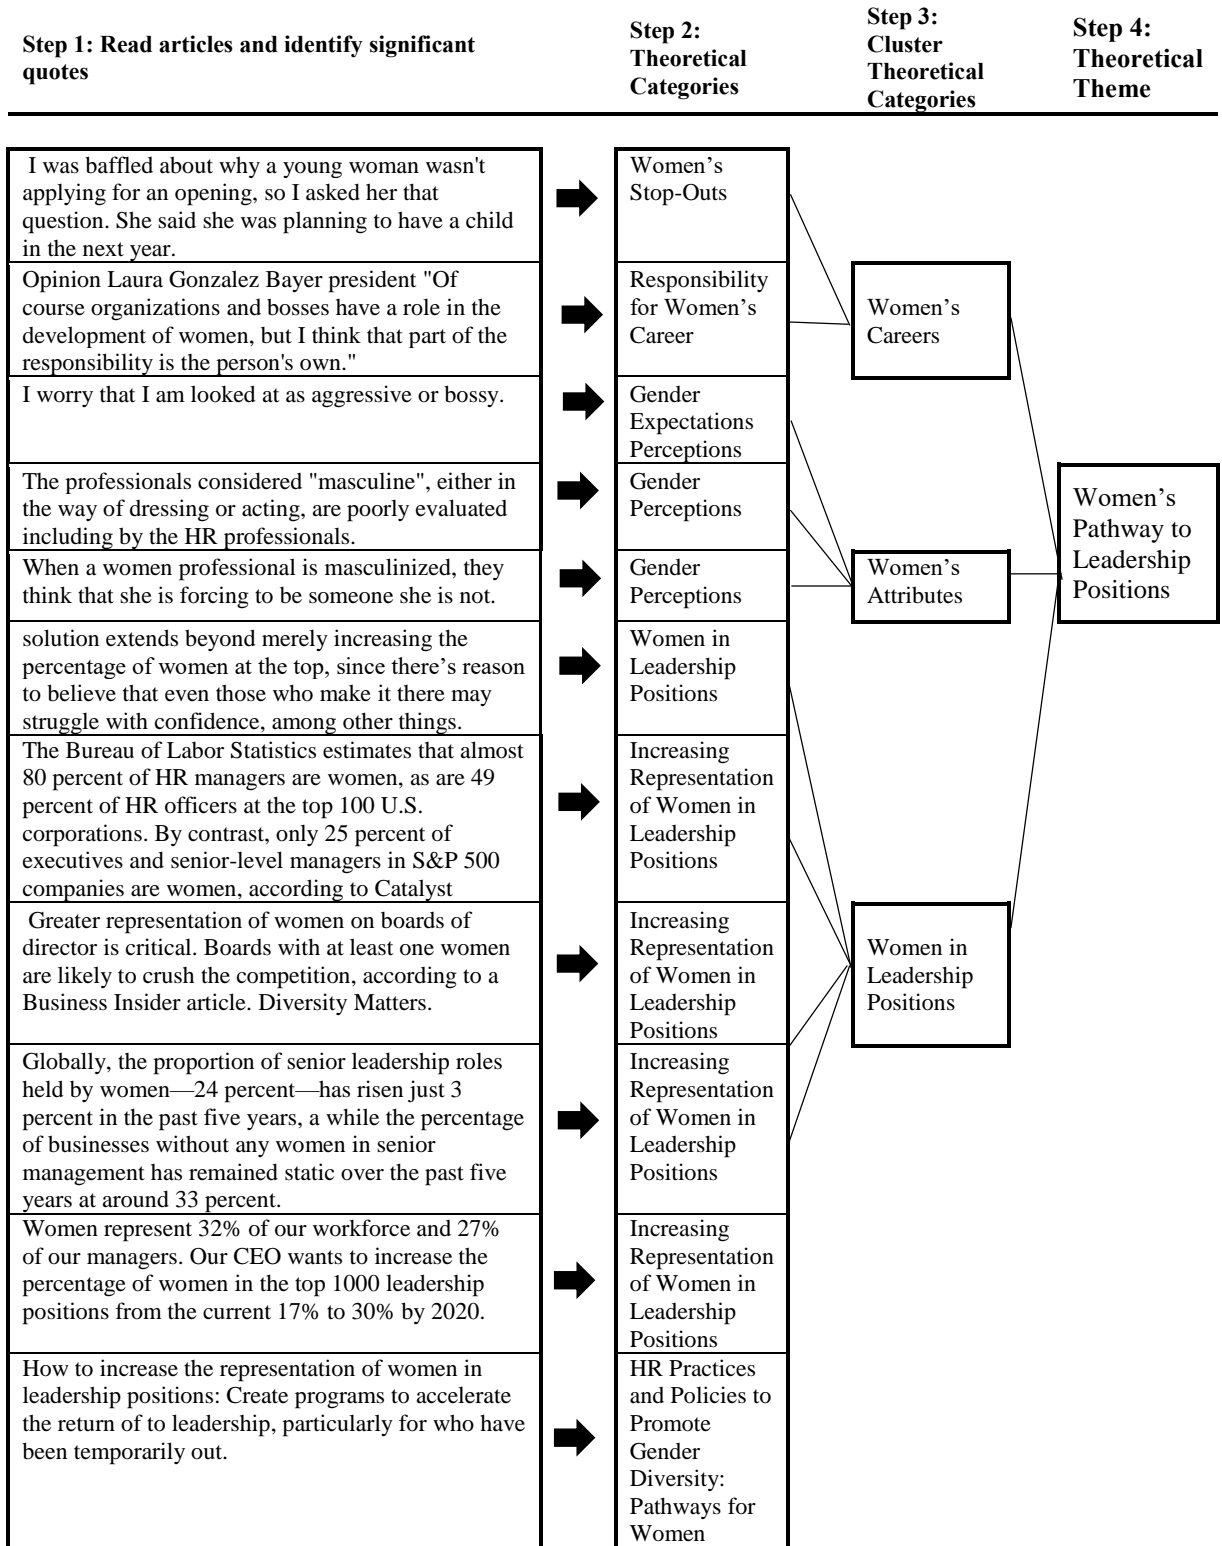 Step 1: Read articles and identify significant
quotes
Step 2:
Theoretical
Categories
Step 3:
Cluster
Theoretical
Categories
Step 4:
Theoretical
Theme
I was baffled about why a young woman wasn't
applying for an opening, so I asked her that
question. She said she was planning to have a child
in the next year.
Women’s
Stop-Outs
Opinion Laura Gonzalez Bayer president "Of
course organizations and bosses have a role in the
development of women, but I think that part of the
responsibility is the person's own."
Responsibility
for Women’s
Career
Women’s
Careers
I worry that I am looked at as aggressive or bossy.
Gender
Expectations
Perceptions
The professionals considered "masculine", either in
the way of dressing or acting, are poorly evaluated
including by the HR professionals.
Gender
Perceptions
Women’s
Pathway to
Leadership
Positions
When a women professional is masculinized, they
think that she is forcing to be someone she is not.
Gender
Perceptions
Women’s
Attributes
solution extends beyond merely increasing the
percentage of women at the top, since there’s reason
to believe that even those who make it there may
struggle with confidence, among other things.
Women in
Leadership
Positions
The Bureau of Labor Statistics estimates that almost
80 percent of HR managers are women, as are 49
percent of HR officers at the top 100 U.S.
corporations. By contrast, only 25 percent of
executives and senior-level managers in S&P 500
companies are women, according to Catalyst
Increasing
Representation
of Women in
Leadership
Positions
Greater representation of women on boards of
director is critical. Boards with at least one women
are likely to crush the competition, according to a
Business Insider article. Diversity Matters.
Increasing
Representation
of Women in
Leadership
Positions
Women in
Leadership
Positions
Globally, the proportion of senior leadership roles
held by women—24 percent—has risen just 3
percent in the past five years, a while the percentage
of businesses without any women in senior
management has remained static over the past five
years at around 33 percent.
Increasing
Representation
of Women in
Leadership
Positions
Women represent 32% of our workforce and 27%
of our managers. Our CEO wants to increase the
percentage of women in the top 1000 leadership
positions from the current 17% to 30% by 2020.
Increasing
Representation
of Women in
Leadership
Positions
How to increase the representation of women in
leadership positions: Create programs to accelerate
the return of to leadership, particularly for who have
been temporarily out.
HR Practices
and Policies to
Promote
Gender
Diversity:
Pathways for
Women